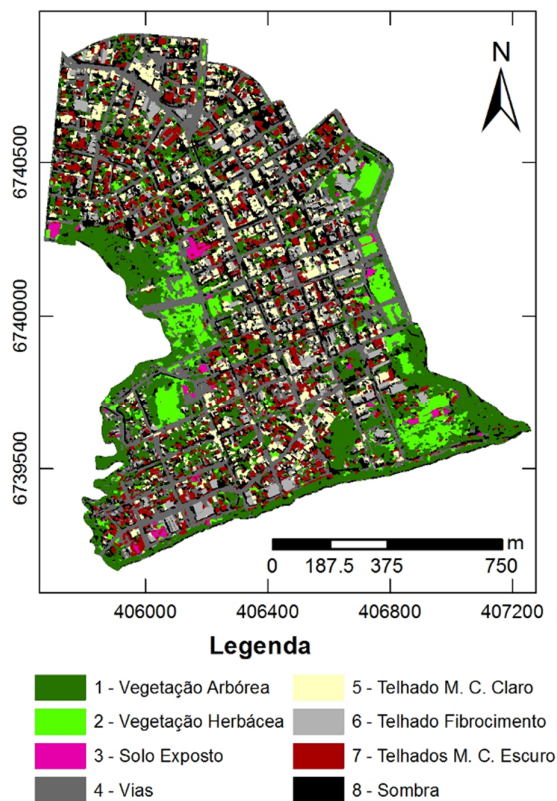 N
6740500
6740000
6739500
m
0 187.5 375 750
406000 406400 406800 407200
Legenda
1 - Vegetação Arbórea
2 - Vegetação Herbácea
3 - Solo Exposto
4 - Vias
5 - Telhado M. C. Claro
6 - Telhado Fibrocimento
7 - Telhados M. C. Escuro
8 - Sombra